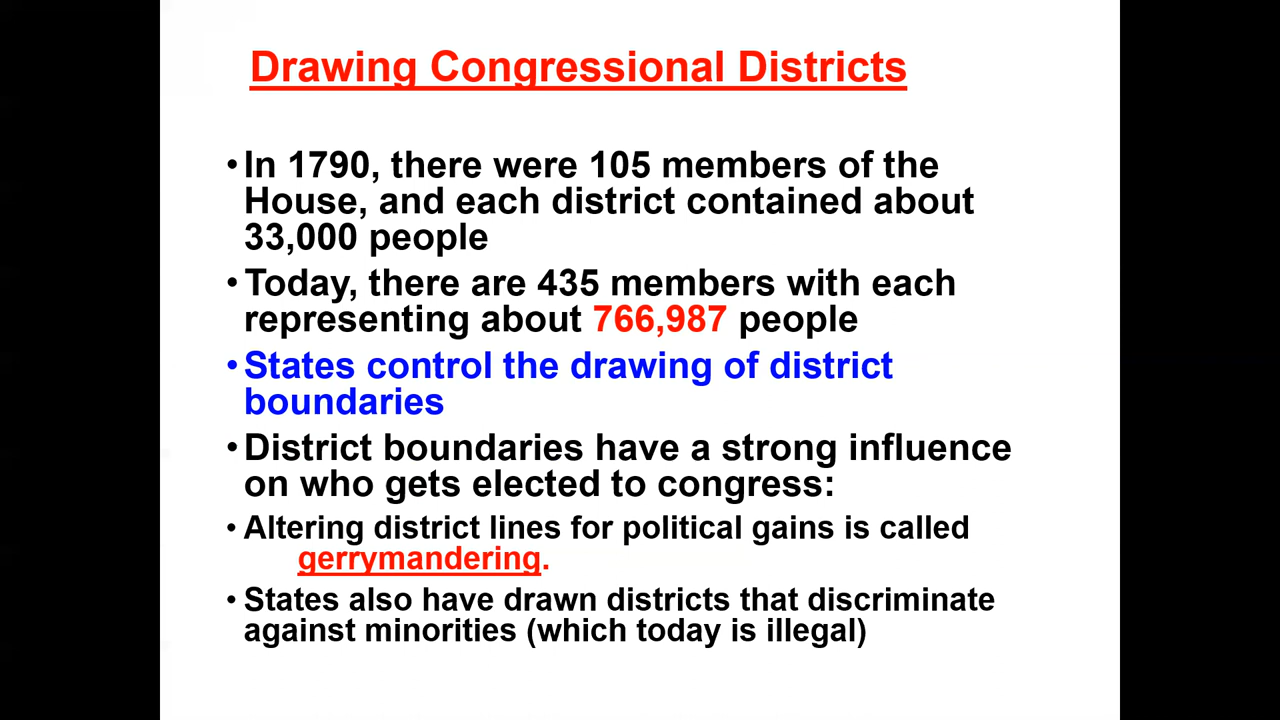 Drawing Congressional Districts
• In 1790, there were 105 members of the
House, and each district contained about
33,000 people
• Today, there are 435 members with each
representing about 766,987 people
• States control the drawing of district
boundaries
• District boundaries have a strong influence
on who gets elected to congress:
• Altering district lines for political gains is called
gerrymandering.
• States also have drawn districts that discriminate
against minorities (which today is illegal)